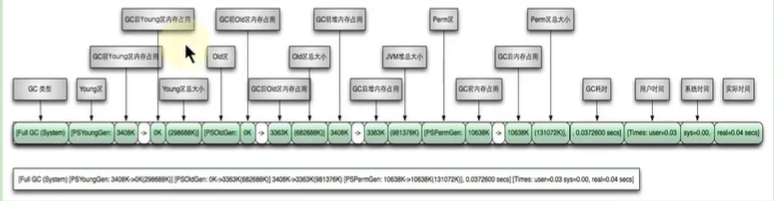 GC后Young区内存占用 GC前Old区内存占用 GC前堆内存占用 Perm区 Perm区总大小
GC前Young区内存占用 Old区 Old区总大小 JVM堆总大小 GC后内存占用
GC 类型 Young区 Young区总大小 GC后Old区内存占用 GC后堆内存占用 GC前内存占用 GC耗时 用户时间 系统时间 实际时间
[Full GC (System) [PSYoungGen: 3408K -> 0K (298688K)] [PSOldGen: 0K -> 3363K (682688K)] 3408K -> 3363K (981376K) [PSPermGen: 10638K -> 10638K (131072K)], , 0.0372600 secs] [Times: user=0.03 sys=0.00, real=0.04 secs]
[Full GC (System) [PSYoungGen: 3408K->0K(298688K)] [PSOldGen: 0K->3363K(682688K)] 3408K->3363K(981376K) [PSPermGen: 10638K->10638K(131072K)], 0.0372600 secs] [Times: user=0.03 sys=0.00, real=0.04 secs]